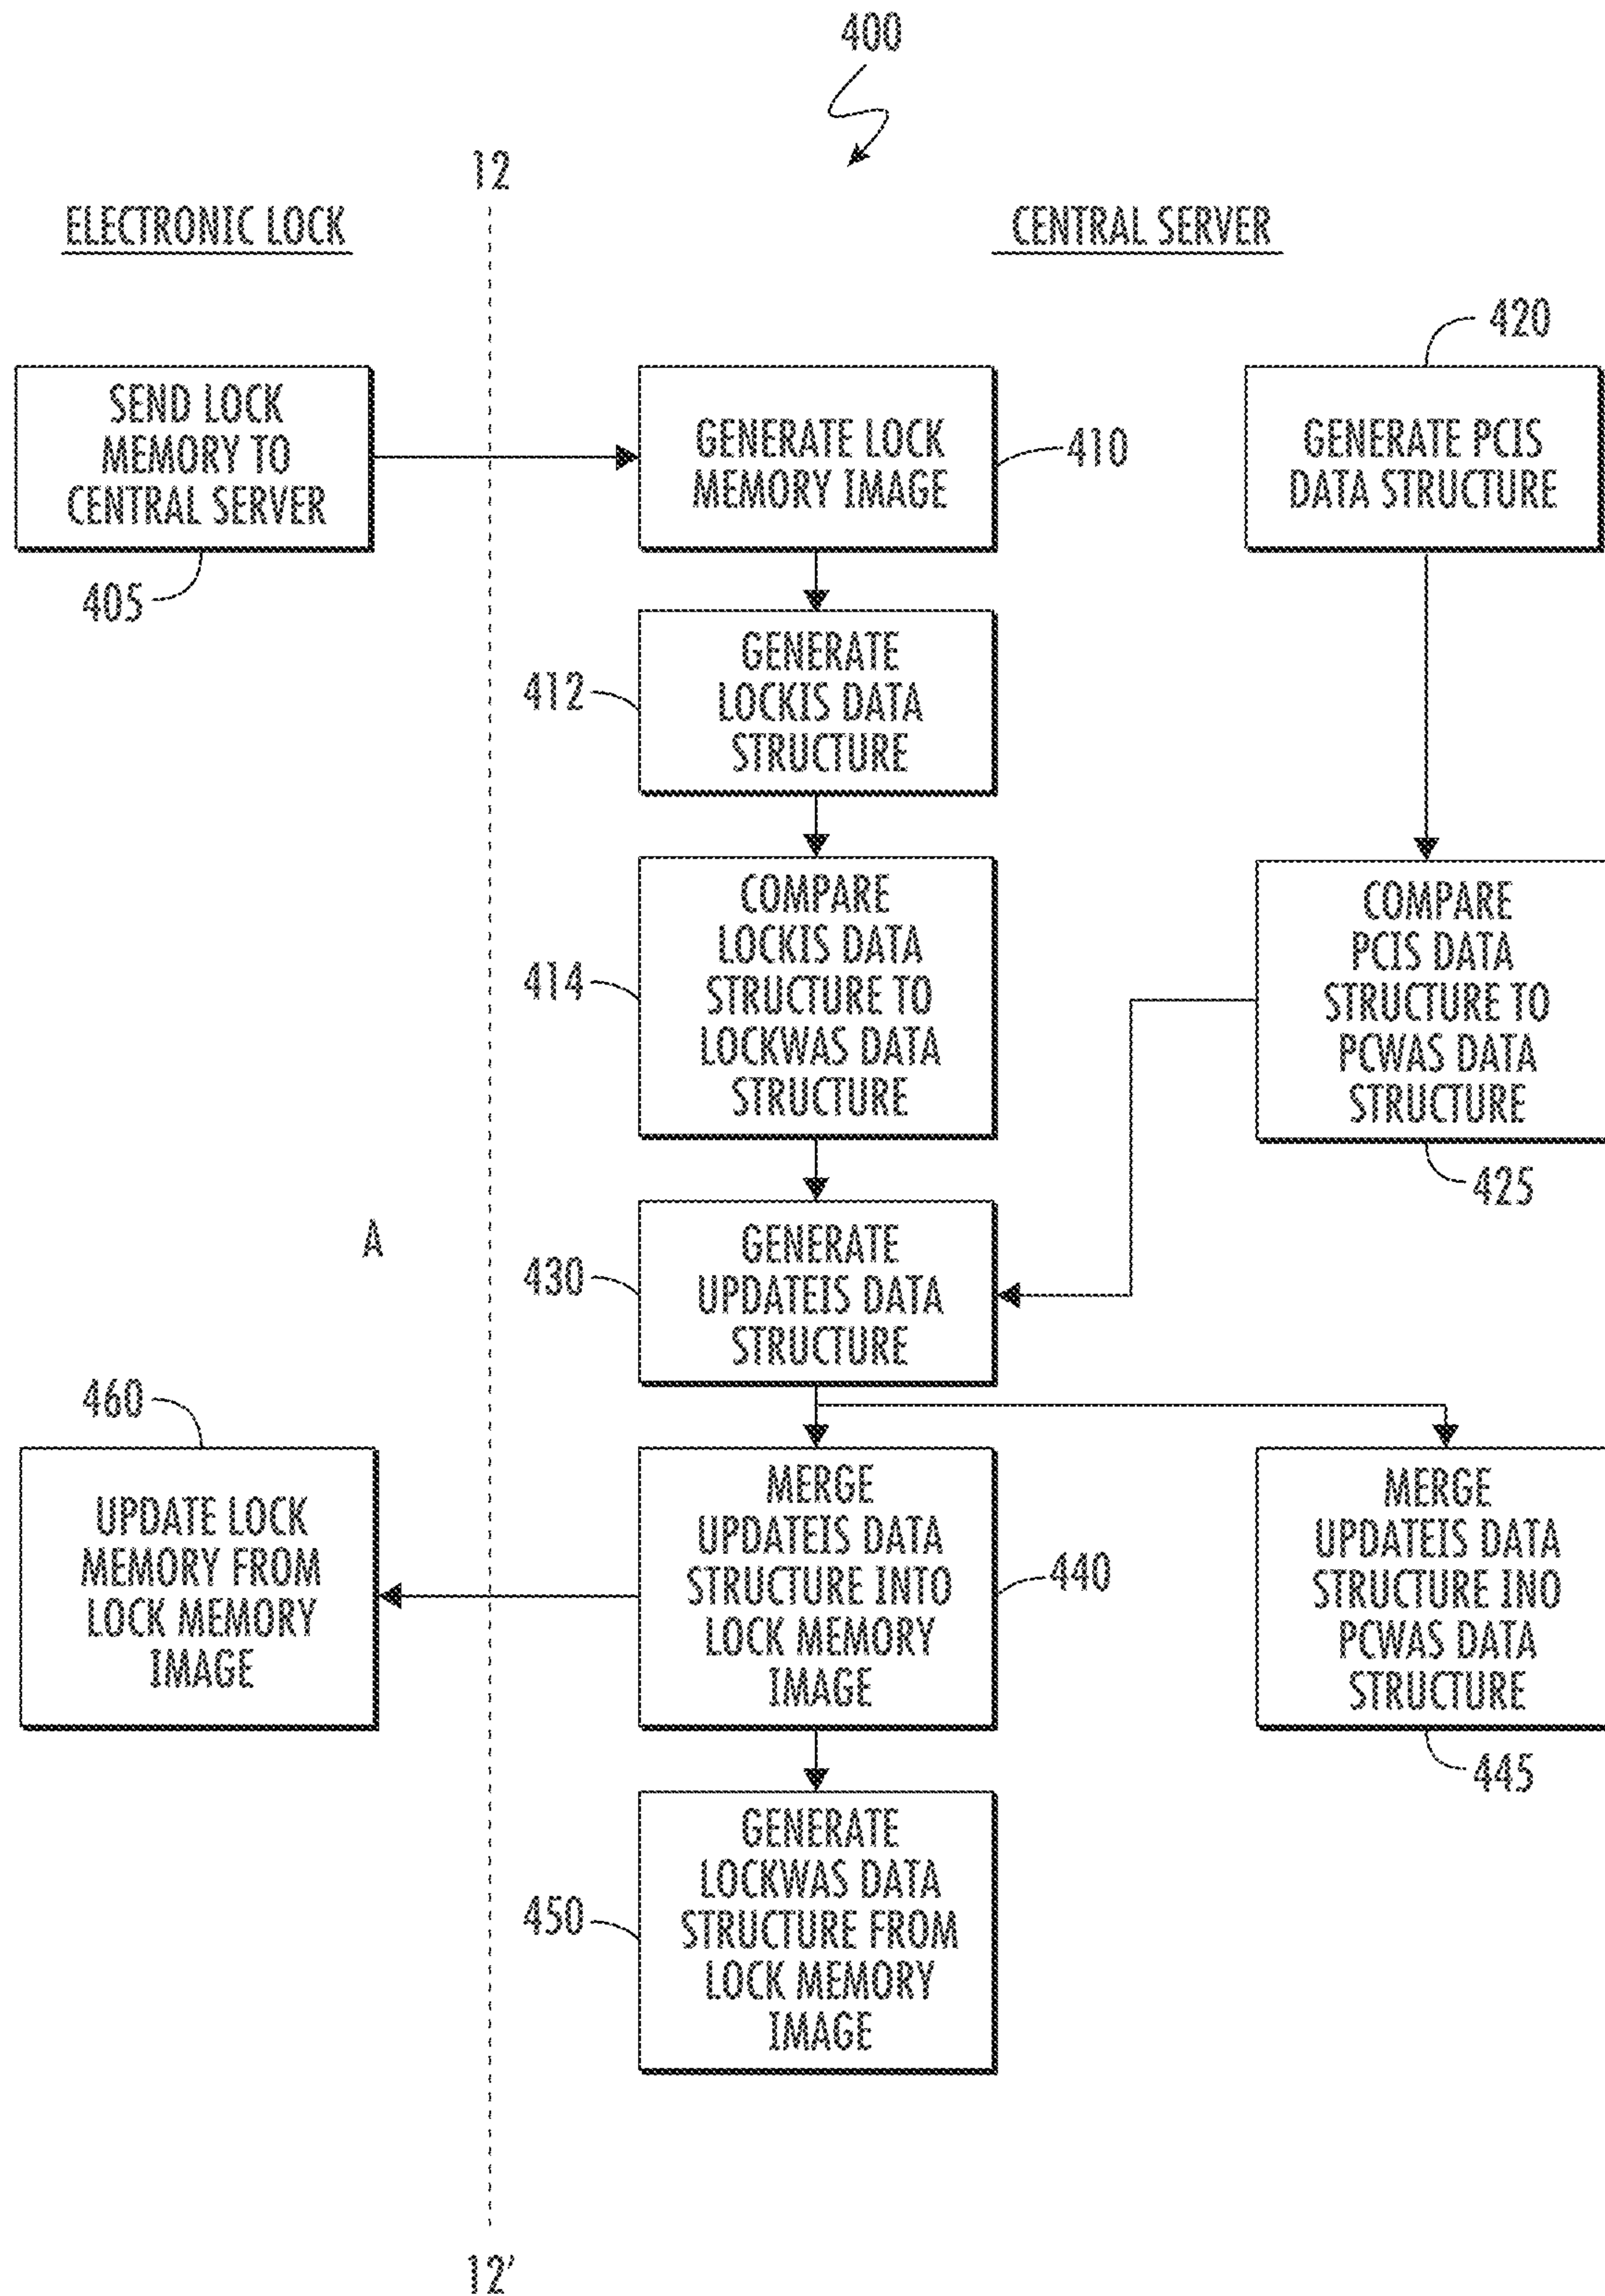 400
12
ELECTRONIC LOCK
CENTRAL SERVER
420
SEND LOCK
MEMORY TO
CENTRAL SERVER
405
GENERATE LOCK
MEMORY IMAGE
410
GENERATE PCIS
DATA STRUCTURE
412
GENERATE
LOCKIS DATA
STRUCTURE
414
COMPARE
LOCKIS DATA
STRUCTURE TO
LOCKWAS DATA
STRUCTURE
COMPARE
PCIS DATA
STRUCTURE TO
PCWAS DATA
STRUCTURE
425
A
430
GENERATE
UPDATEIS DATA
STRUCTURE
460
UPDATE LOCK
MEMORY FROM
LOCK MEMORY
IMAGE
MERGE
UPDATEIS DATA
STRUCTURE INTO
LOCK MEMORY
IMAGE
440
MERGE
UPDATEIS DATA
STRUCTURE INO
PCWAS DATA
STRUCTURE
445
450
GENERATE
LOCKWAS DATA
STRUCTURE FROM
LOCK MEMORY
IMAGE
12'